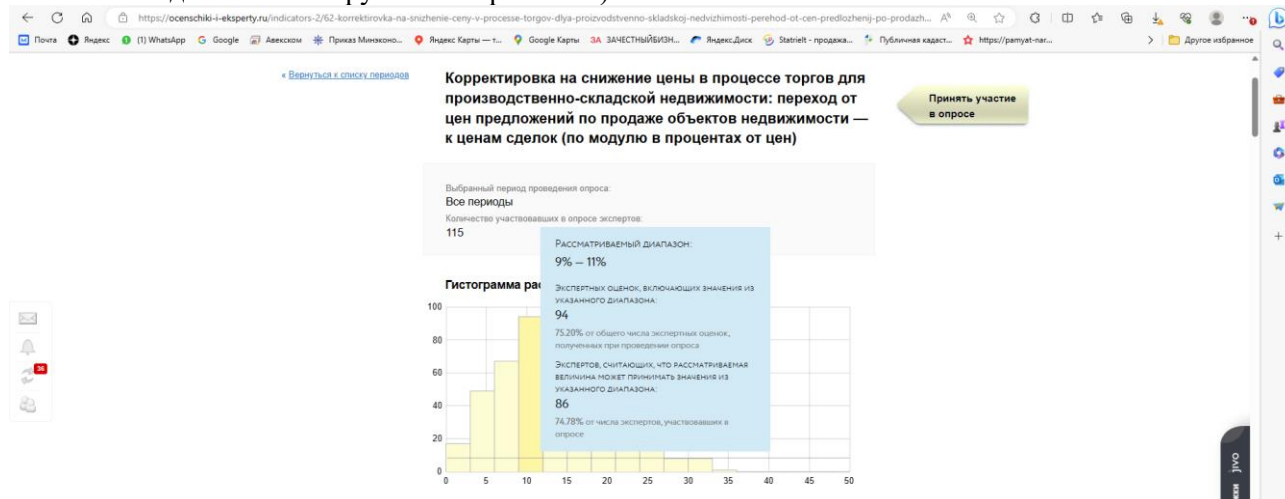 https://ocenschiki-i-eksperty.ru/indicators-2/62-korrektirovka-na-snizhenie-ceny-v-processe-torgov-dlya-proizvodstvenno-skladskoj-nedvizhimosti-perehod-ot-cen-predlozhenij-po-prodazh...
Почта Яндекс (1) WhatsApp Google Авекском Приказ Минэконо... Яндекс Карты — т... Google Карты ЗА ЗАЧЕСТНЫЙБИЗН... Яндекс.Диск Statrielt - продажа... Публичная кадаст... https://pamyat-nar... Другое избранное
« Вернуться к списку периодов
Корректировка на снижение цены в процессе торгов для
производственно-складской недвижимости: переход от
цен предложений по продаже объектов недвижимости —
к ценам сделок (по модулю в процентах от цен)
Принять участие
в опросе
Выбранный период проведения опроса:
Все периоды
Количество участвовавших в опросе экспертов:
115
Рассматриваемый диапазон:
9% — 11%
Гистограмма рас
Экспертных оценок, включающих значения из
указанного диапазона:
94
75.20% от общего числа экспертных оценок,
полученных при проведении опроса
Экспертов, считающих, что рассматриваемая
величина может принимать значения из
указанного диапазона:
86
74.78% от числа экспертов, участвовавших в
опросе
100
80
60
40
20
0
0 5 10 15 20 25 30 35 40 45 50
36
jivo